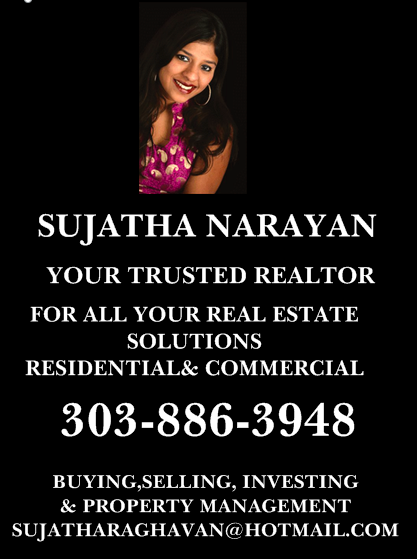 SUJATHA NARAYAN
YOUR TRUSTED REALTOR
FOR ALL YOUR REAL ESTATE
SOLUTIONS
RESIDENTIAL& COMMERCIAL
303-886-3948
BUYING,SELLING, INVESTING
& PROPERTY MANAGEMENT
SUJATHARAGHAVAN@HOTMAIL.COM